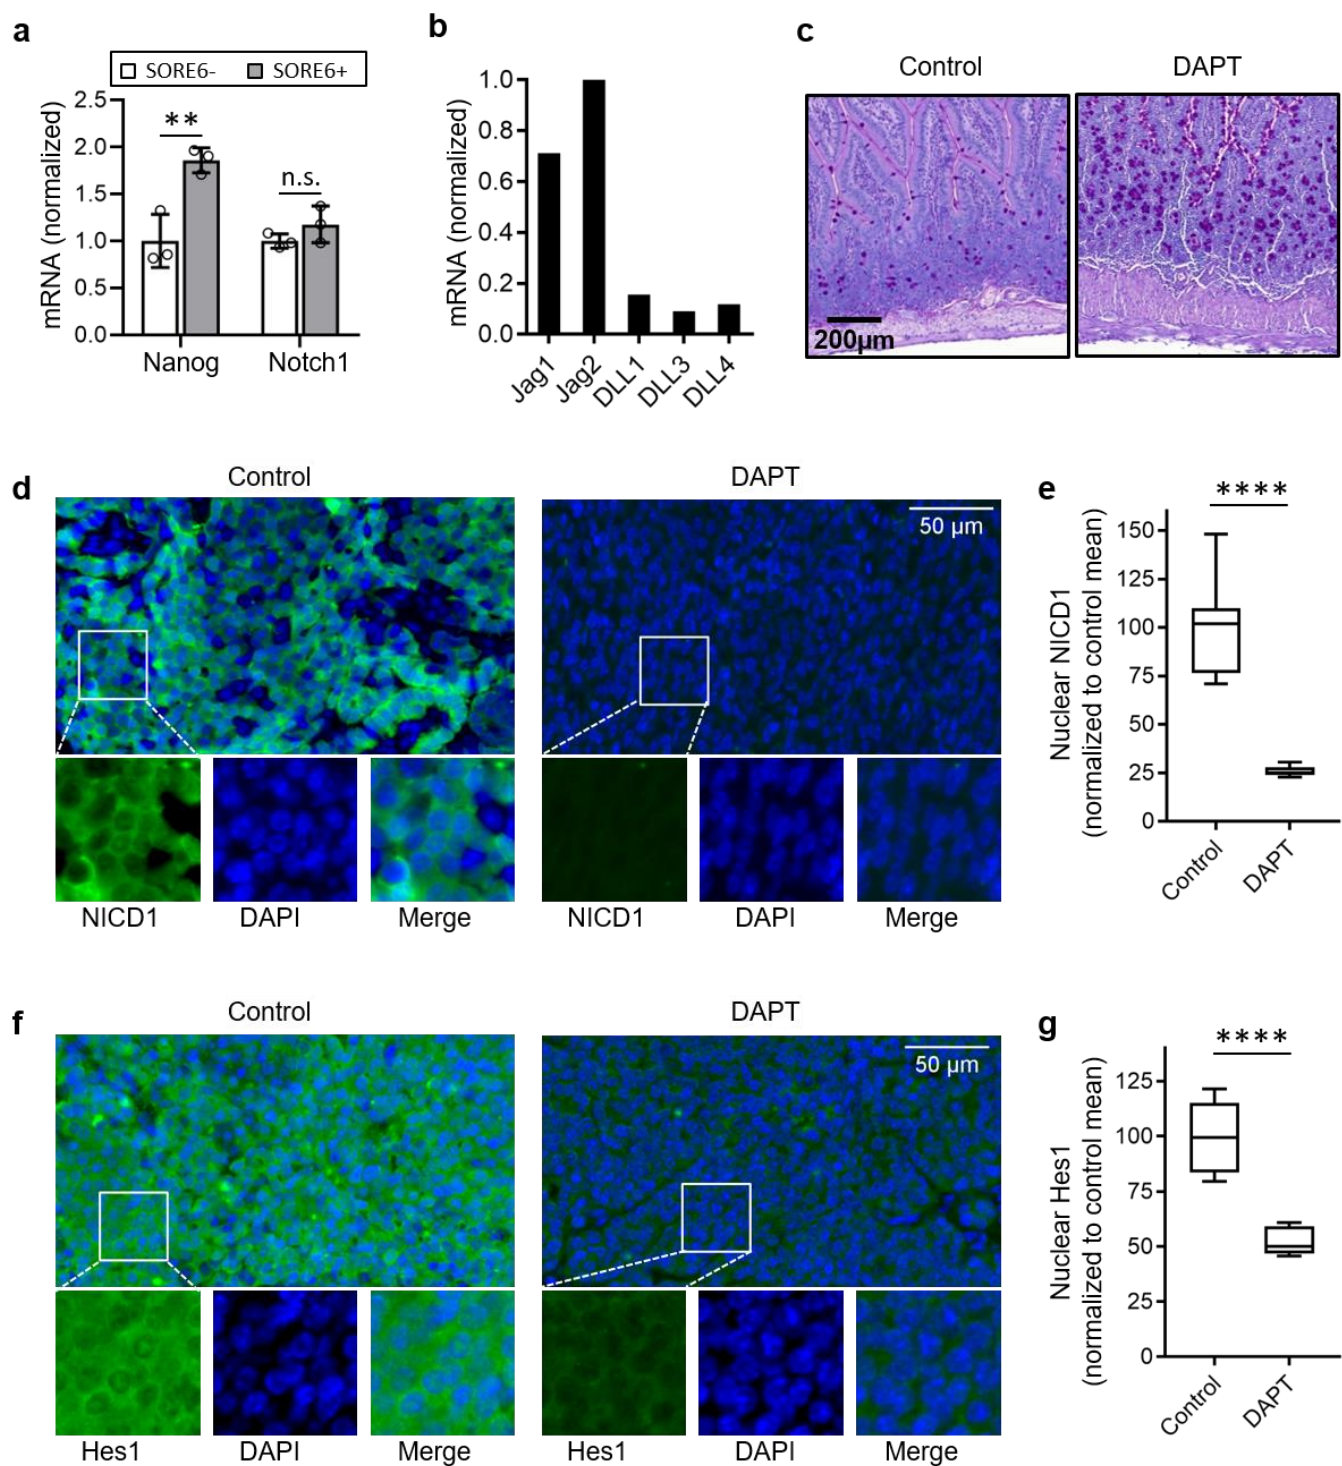 a
SORE6-
SORE6+
mRNA (normalized)
2.5
2.0
1.5
1.0
0.5
0.0
**
n.s.
Nanog
Notch1
b
mRNA (normalized)
1.0
0.8
0.6
0.4
0.2
0.0
Jag1
Jag2
DLL1
DLL3
DLL4
c
Control
DAPT
200μm
d
Control
DAPT
50 μm
NICD1
DAPI
Merge
NICD1
DAPI
Merge
e
****
Nuclear NICD1
(normalized to control mean)
150
125
100
75
50
25
0
Control
DAPT
f
Control
DAPT
50 μm
Hes1
DAPI
Merge
Hes1
DAPI
Merge
g
****
Nuclear Hes1
(normalized to control mean)
125
100
75
50
25
0
Control
DAPT